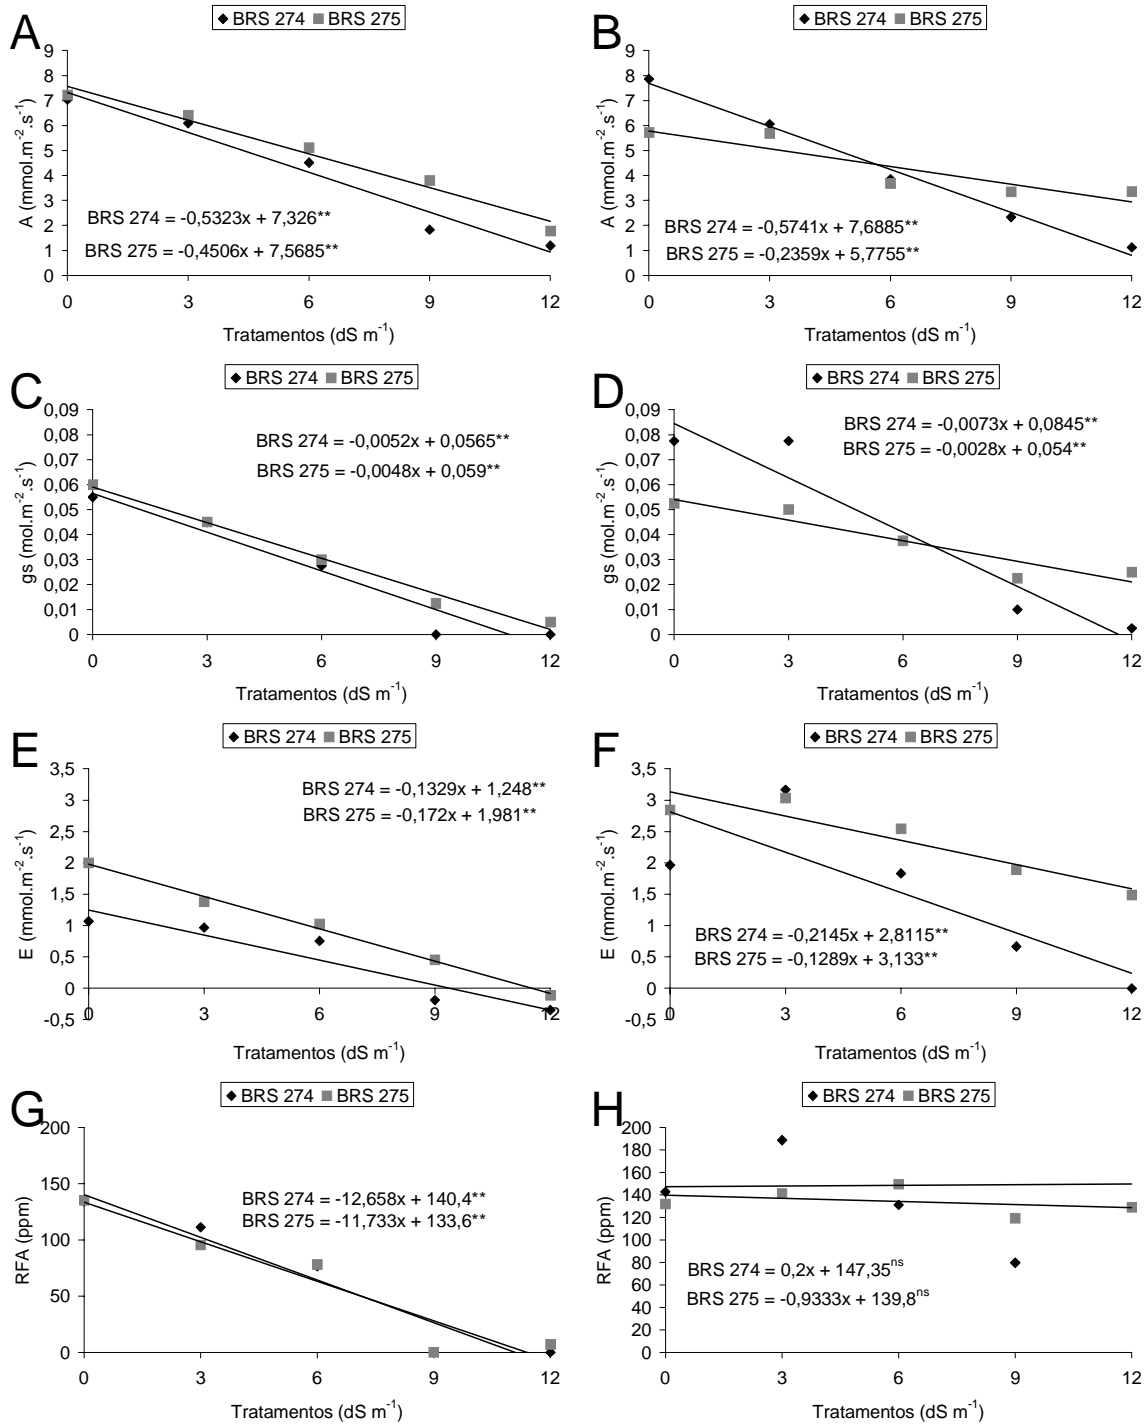 A
BRS 274 BRS 275
9
8
7
6
5
4
3
2
1
0
A (mmol.m⁻².s⁻¹)
BRS 274 = -0,5323x + 7,326**
BRS 275 = -0,4506x + 7,5685**
0 3 6 9 12
Tratamentos (dS m⁻¹)
B
BRS 274 BRS 275
9
8
7
6
5
4
3
2
1
0
A (mmol.m⁻².s⁻¹)
BRS 274 = -0,5741x + 7,6885**
BRS 275 = -0,2359x + 5,7755**
0 3 6 9 12
Tratamentos (dS m⁻¹)
C
BRS 274 BRS 275
0,09
0,08
0,07
0,06
0,05
0,04
0,03
0,02
0,01
0
gs (mol.m⁻².s⁻¹)
BRS 274 = -0,0052x + 0,0565**
BRS 275 = -0,0048x + 0,059**
0 3 6 9 12
Tratamentos (dS m⁻¹)
D
BRS 274 BRS 275
0,09
0,08
0,07
0,06
0,05
0,04
0,03
0,02
0,01
0
gs (mol.m⁻².s⁻¹)
BRS 274 = -0,0073x + 0,0845**
BRS 275 = -0,0028x + 0,054**
0 3 6 9 12
Tratamentos (dS m⁻¹)
E
BRS 274 BRS 275
3,5
3
2,5
2
1,5
1
0,5
0
-0,5
E (mmol.m⁻².s⁻¹)
BRS 274 = -0,1329x + 1,248**
BRS 275 = -0,172x + 1,981**
0 3 6 9 12
Tratamentos (dS m⁻¹)
F
BRS 274 BRS 275
3,5
3
2,5
2
1,5
1
0,5
0
-0,5
E (mmol.m⁻².s⁻¹)
BRS 274 = -0,2145x + 2,8115**
BRS 275 = -0,1289x + 3,133**
0 3 6 9 12
Tratamentos (dS m⁻¹)
G
BRS 274 BRS 275
200
150
100
50
0
RFA (ppm)
BRS 274 = -12,658x + 140,4**
BRS 275 = -11,733x + 133,6**
0 3 6 9 12
Tratamentos (dS m⁻¹)
H
BRS 274 BRS 275
200
180
160
140
120
100
80
60
40
20
0
RFA (ppm)
BRS 274 = 0,2x + 147,35ⁿˢ
BRS 275 = -0,9333x + 139,8ⁿˢ
0 3 6 9 12
Tratamentos (dS m⁻¹)